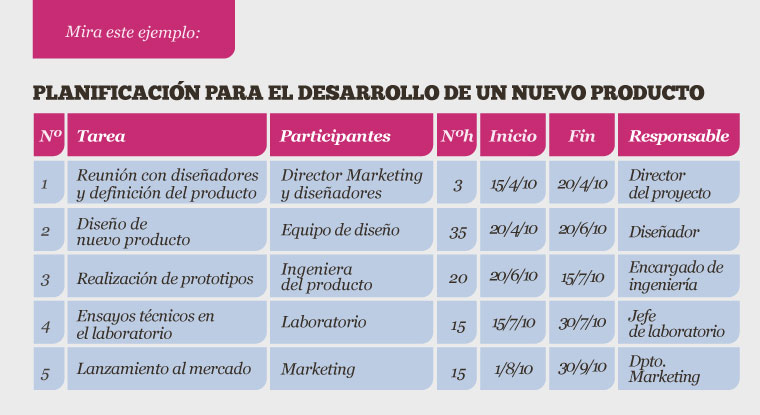 Mira este ejemplo:
PLANIFICACIÓN PARA EL DESARROLLO DE UN NUEVO PRODUCTO
Nº Tarea Participantes Nºh Inicio Fin Responsable
1 Reunión con diseñadores y definición del producto Director Marketing y diseñadores 3 15/4/10 20/4/10 Director del proyecto
2 Diseño de nuevo producto Equipo de diseño 35 20/4/10 20/6/10 Diseñador
3 Realización de prototipos Ingeniera del producto 20 20/6/10 15/7/10 Encargado de ingeniería
4 Ensayos técnicos en el laboratorio Laboratorio 15 15/7/10 30/7/10 Jefe de laboratorio
5 Lanzamiento al mercado Marketing 15 1/8/10 30/9/10 Dpto. Marketing